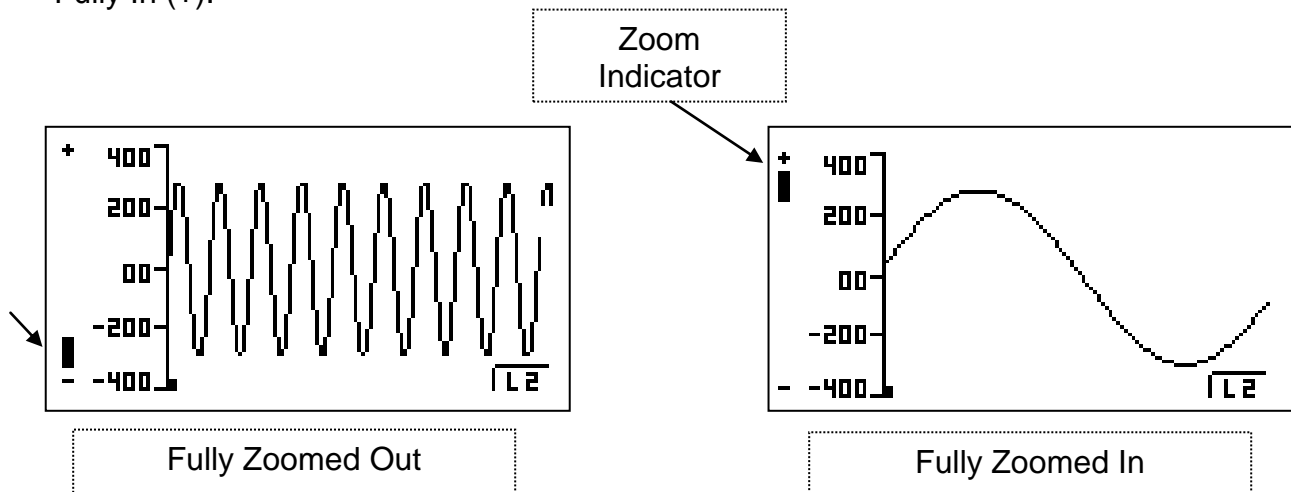 Fully In (+).
Zoom
Indicator
+ 400
200
00
-200
- -400
L2
+ 400
200
00
-200
- -400
L2
Fully Zoomed Out
Fully Zoomed In